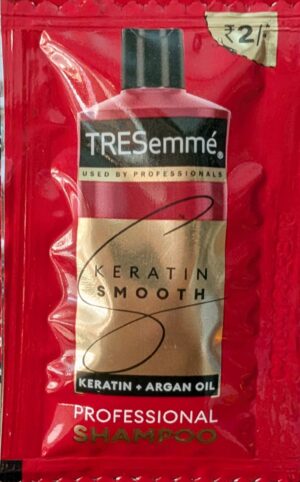 ₹2/-
TRESemmé®
USED BY PROFESSIONALS
KERATIN
SMOOTH
KERATIN + ARGAN OIL
PROFESSIONAL
SHAMPOO